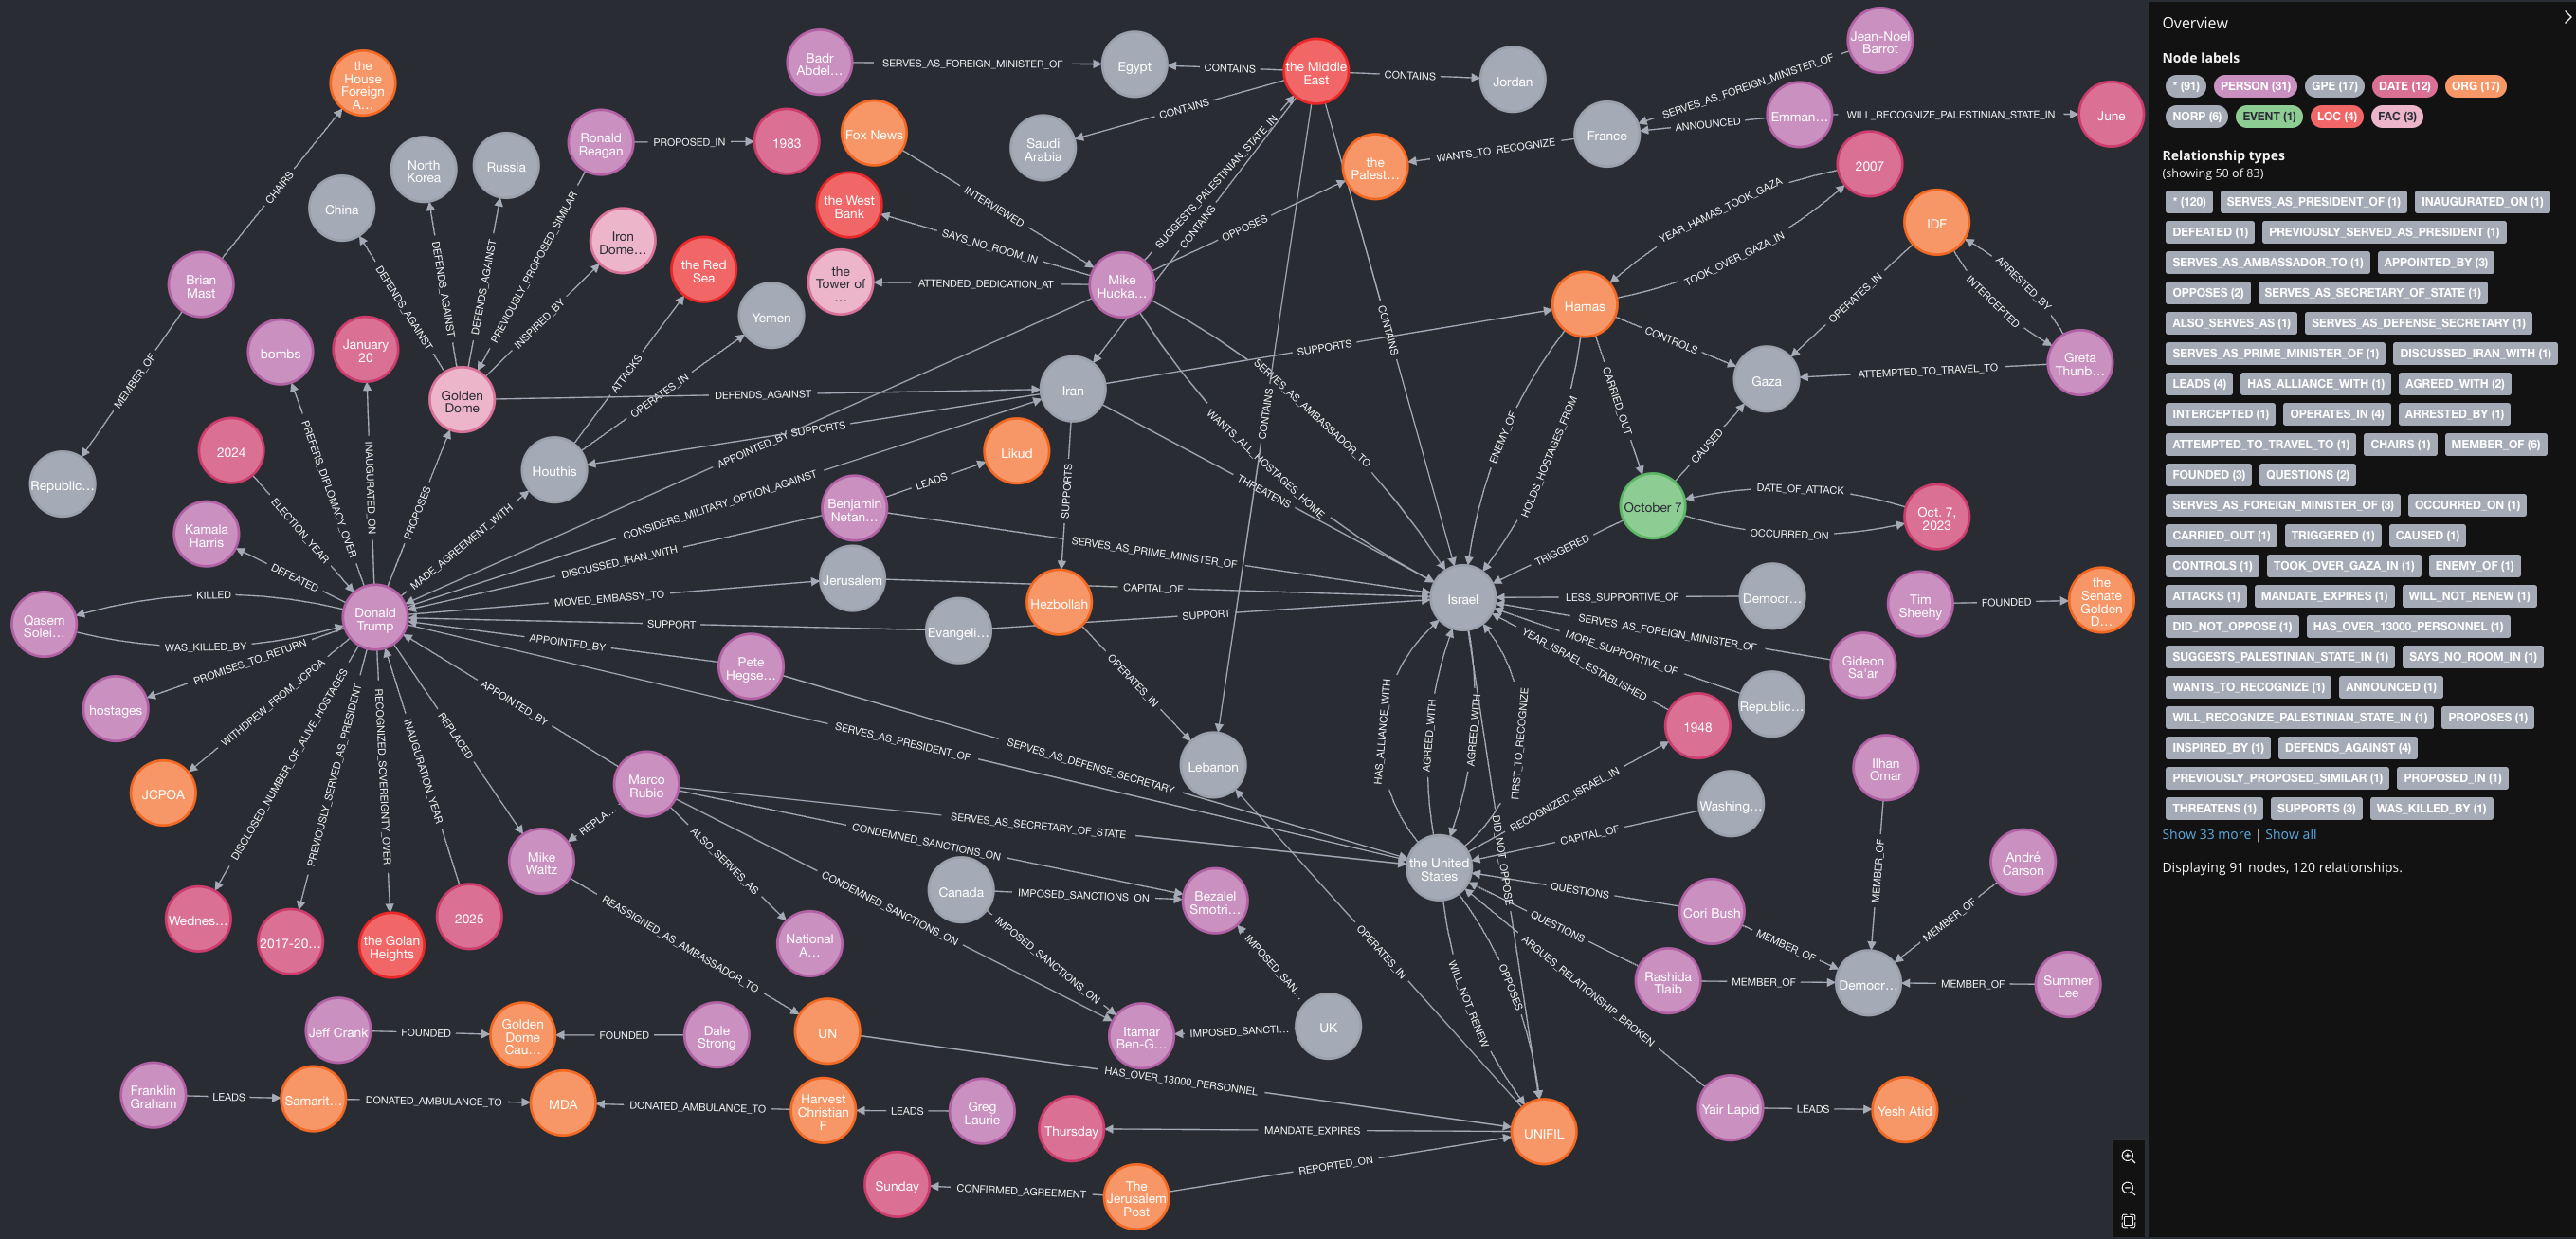 the
House
Foreign
A...
Badr
Abdel...
SERVES_AS_FOREIGN_MINISTER_OF
Egypt
CONTAINS
the Middle
East
CONTAINS
Jordan
Jean-Noel
Barrot
SERVES_AS_FOREIGN_MINISTER_OF
CONTAINS
Saudi
Arabia
Fox News
Ronald
Reagan
PROPOSED_IN
1983
France
ANNOUNCED
Emman...
WILL_RECOGNIZE_PALESTINIAN_STATE_IN
June
WANTS_TO_RECOGNIZE
the
Palest...
2007
North
Korea
Russia
China
CHAIRS
INTERVIEWED
the West
Bank
SAYS_NO_ROOM_IN
SUGGESTS_PALESTINIAN_STATE_IN
CONTAINS
OPPOSES
YEAR_HAMAS_TOOK_GAZA
TOOK_OVER_GAZA_IN
IDF
Iron
Dome...
the Red
Sea
the
Tower of
...
ATTENDED_DEDICATION_AT
Mike
Hucka...
Brian
Mast
DEFENDS_AGAINST
DEFENDS_AGAINST
DEFENDS_AGAINST
PREVIOUSLY_PROPOSED_SIMILAR
INSPIRED_BY
Yemen
Hamas
OPERATES_IN
INTERCEPTED
ARRESTED_BY
bombs
January
20
CONTAINS
SUPPORTS
CONTROLS
Greta
Thunb...
MEMBER_OF
ATTACKS
OPERATES_IN
Golden
Dome
DEFENDS_AGAINST
Iran
Gaza
ATTEMPTED_TO_TRAVEL_TO
CONTAINS
SERVES_AS_AMBASSADOR_TO
WANTS_ALL_HOSTAGES_HOME
ENEMY_OF
HOLDS_HOSTAGES_FROM
CARRIED_OUT
CAUSED
2024
PREFERS_DIPLOMACY_OVER
INAUGURATED_ON
PROPOSES
Houthis
APPOINTED_BY
SUPPORTS
Likud
LEADS
Republic...
ELECTION_YEAR
MADE_AGREEMENT_WITH
CONSIDERS_MILITARY_OPTION_AGAINST
Benjamin
Netan...
SUPPORTS
THREATENS
October 7
DATE_OF_ATTACK
OCCURRED_ON
Oct. 7,
2023
Kamala
Harris
DEFEATED
DISCUSSED_IRAN_WITH
SERVES_AS_PRIME_MINISTER_OF
TRIGGERED
Jerusalem
MOVED_EMBASSY_TO
CAPITAL_OF
Israel
LESS_SUPPORTIVE_OF
Democr...
Tim
Sheehy
FOUNDED
the
Senate
Golden
D...
Qasem
Solei...
KILLED
WAS_KILLED_BY
Donald
Trump
SUPPORT
Evangeli...
Hezbollah
SUPPORT
SERVES_AS_FOREIGN_MINISTER_OF
MORE_SUPPORTIVE_OF
YEAR_ISRAEL_ESTABLISHED
Gideon
Sa'ar
PROMISES_TO_RETURN
APPOINTED_BY
Pete
Hegse...
OPERATES_IN
hostages
WITHDREW_FROM_JCPOA
DISCLOSED_NUMBER_OF_ALIVE_HOSTAGES
PREVIOUSLY_SERVED_AS_PRESIDENT
RECOGNIZED_SOVEREIGNTY_OVER
INAUGURATION_YEAR
REPLACED
APPOINTED_BY
SERVES_AS_PRESIDENT_OF
SERVES_AS_DEFENSE_SECRETARY
HAS_ALLIANCE_WITH
AGREED_WITH
AGREED_WITH
FIRST_TO_RECOGNIZE
DID_NOT_OPPOSE
RECOGNIZED_ISRAEL_IN
1948
Republic...
JCPOA
Marco
Rubio
Lebanon
Ilhan
Omar
REPLA...
SERVES_AS_SECRETARY_OF_STATE
Washing...
CAPITAL_OF
Mike
Waltz
ALSO_SERVES_AS
CONDEMNED_SANCTIONS_ON
CONDEMNED_SANCTIONS_ON
the United
States
MEMBER_OF
André
Carson
Canada
IMPOSED_SANCTIONS_ON
Bezalel
Smotri...
QUESTIONS
Cori Bush
MEMBER_OF
MEMBER_OF
Wednes...
2017-20...
the Golan
Heights
2025
REASSIGNED_AS_AMBASSADOR_TO
National
A...
IMPOSED_SANCTIONS_ON
IMPOSED_SAN...
OPERATES_IN
WILL_NOT_RENEW
OPPOSES
QUESTIONS
ARGUES_RELATIONSHIP_BROKEN
Rashida
Tlaib
MEMBER_OF
Democr...
MEMBER_OF
Summer
Lee
Jeff Crank
FOUNDED
Golden
Dome
Cau...
FOUNDED
Dale
Strong
UN
Itamar
Ben-G...
IMPOSED_SANCTI...
UK
HAS_OVER_13000_PERSONNEL
Franklin
Graham
LEADS
Samarit...
DONATED_AMBULANCE_TO
MDA
DONATED_AMBULANCE_TO
Harvest
Christian
F
LEADS
Greg
Laurie
Thursday
MANDATE_EXPIRES
UNIFIL
Yair Lapid
LEADS
Yesh Atid
Sunday
CONFIRMED_AGREEMENT
The
Jerusalem
Post
REPORTED_ON
Overview
Node labels
* (91) PERSON (31) GPE (17) DATE (12) ORG (17)
NORP (6) EVENT (1) LOC (4) FAC (3)
Relationship types
(showing 50 of 83)
* (120) SERVES_AS_PRESIDENT_OF (1) INAUGURATED_ON (1)
DEFEATED (1) PREVIOUSLY_SERVED_AS_PRESIDENT (1)
SERVES_AS_AMBASSADOR_TO (1) APPOINTED_BY (3)
OPPOSES (2) SERVES_AS_SECRETARY_OF_STATE (1)
ALSO_SERVES_AS (1) SERVES_AS_DEFENSE_SECRETARY (1)
SERVES_AS_PRIME_MINISTER_OF (1) DISCUSSED_IRAN_WITH (1)
LEADS (4) HAS_ALLIANCE_WITH (1) AGREED_WITH (2)
INTERCEPTED (1) OPERATES_IN (4) ARRESTED_BY (1)
ATTEMPTED_TO_TRAVEL_TO (1) CHAIRS (1) MEMBER_OF (6)
FOUNDED (3) QUESTIONS (2)
SERVES_AS_FOREIGN_MINISTER_OF (3) OCCURRED_ON (1)
CARRIED_OUT (1) TRIGGERED (1) CAUSED (1)
CONTROLS (1) TOOK_OVER_GAZA_IN (1) ENEMY_OF (1)
ATTACKS (1) MANDATE_EXPIRES (1) WILL_NOT_RENEW (1)
DID_NOT_OPPOSE (1) HAS_OVER_13000_PERSONNEL (1)
SUGGESTS_PALESTINIAN_STATE_IN (1) SAYS_NO_ROOM_IN (1)
WANTS_TO_RECOGNIZE (1) ANNOUNCED (1)
WILL_RECOGNIZE_PALESTINIAN_STATE_IN (1) PROPOSES (1)
INSPIRED_BY (1) DEFENDS_AGAINST (4)
PREVIOUSLY_PROPOSED_SIMILAR (1) PROPOSED_IN (1)
THREATENS (1) SUPPORTS (3) WAS_KILLED_BY (1)
Show 33 more | Show all
Displaying 91 nodes, 120 relationships.